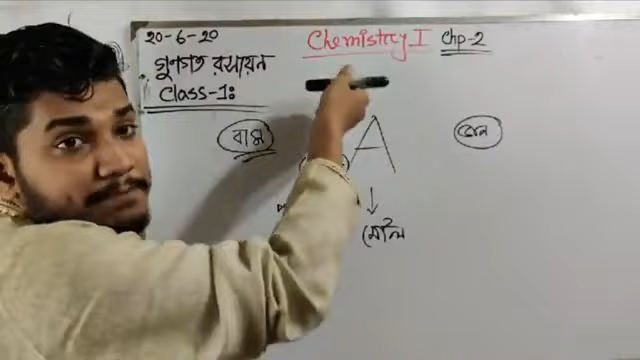 20-6-20 Chemistry-I Chp-2
গুণগত রসায়ন
Class-1:
বাম A ডান
মৌল